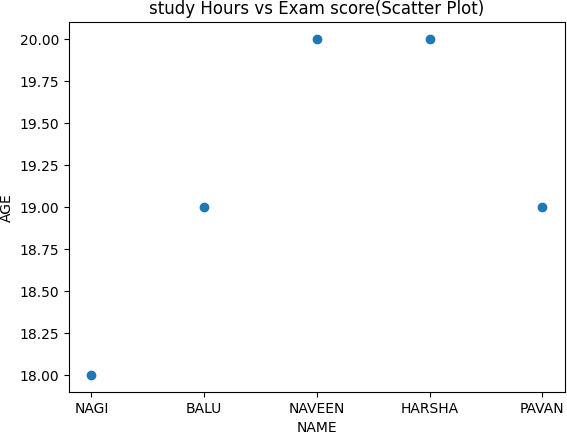 study Hours vs Exam score(Scatter Plot)
20.00
19.75
19.50
19.25
19.00
18.75
18.50
18.25
18.00
AGE
NAGI BALU NAVEEN HARSHA PAVAN
NAME